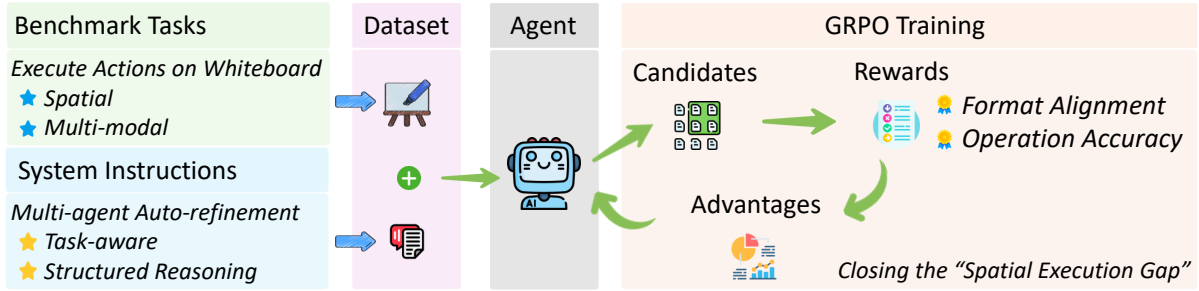 Benchmark Tasks
Execute Actions on Whiteboard
Spatial
Multi-modal
System Instructions
Multi-agent Auto-refinement
Task-aware
Structured Reasoning
Dataset
Agent
AI
GRPO Training
Candidates
Rewards
Format Alignment
Operation Accuracy
Advantages
Closing the “Spatial Execution Gap”